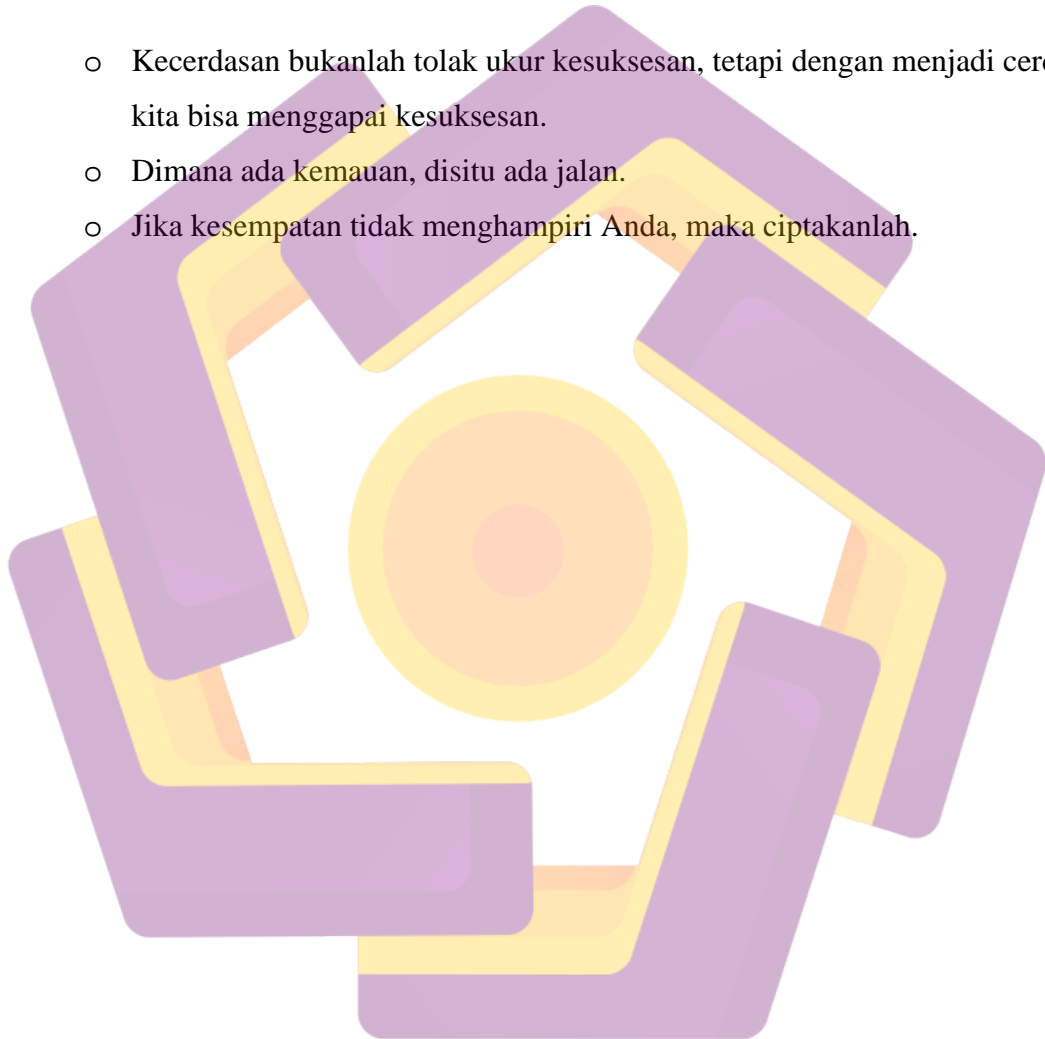 o Kecerdasan bukanlah tolak ukur kesuksesan, tetapi dengan menjadi
kita bisa menggapai kesuksesan.
o Dimana ada kemauan, disitu ada jalan.
o Jika kesempatan tidak menghampiri Anda, maka ciptakanlah.